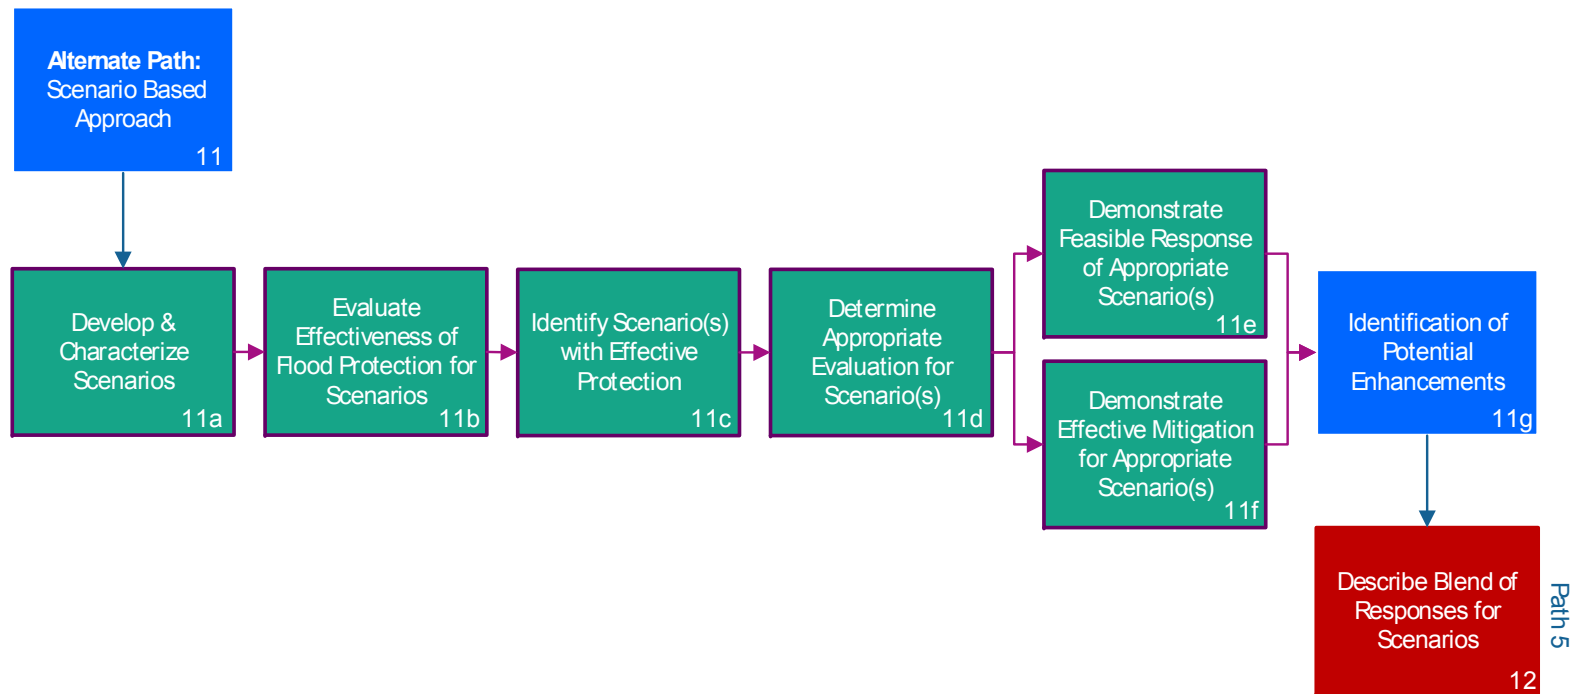 Alternate Path:
Scenario Based
Approach
11
Develop &
Characterize
Scenarios
11a
Evaluate
Effectiveness of
Flood Protection for
Scenarios
11b
Identify Scenario(s)
with Effective
Protection
11c
Determine
Appropriate
Evaluation for
Scenario(s)
11d
Demonstrate
Feasible Response
of Appropriate
Scenario(s)
11e
Demonstrate
Effective Mitigation
for Appropriate
Scenario(s)
11f
Identification of
Potential
Enhancements
11g
Describe Blend of
Responses for
Scenarios
12
Path 5